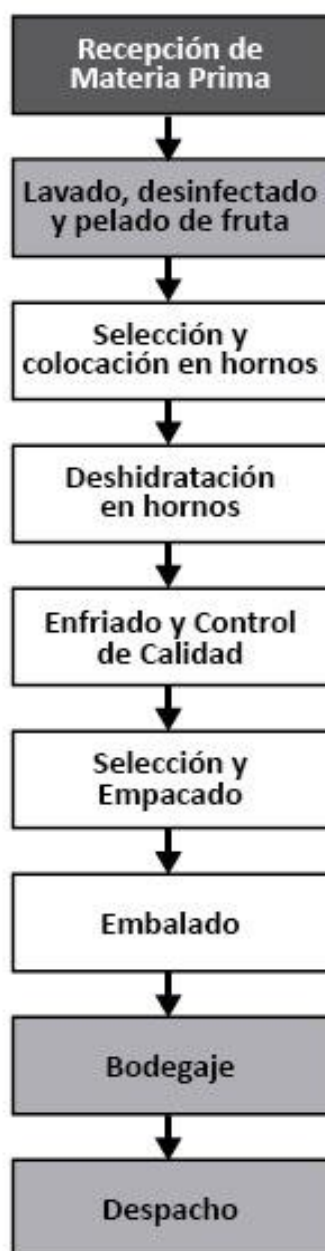 Recepción de
Materia Prima
Lavado, desinfectado
y pelado de fruta
Selección y
colocación en hornos
Deshidratación
en hornos
Enfriado y Control
de Calidad
Selección y
Empacado
Embalado
Bodegaje
Despacho